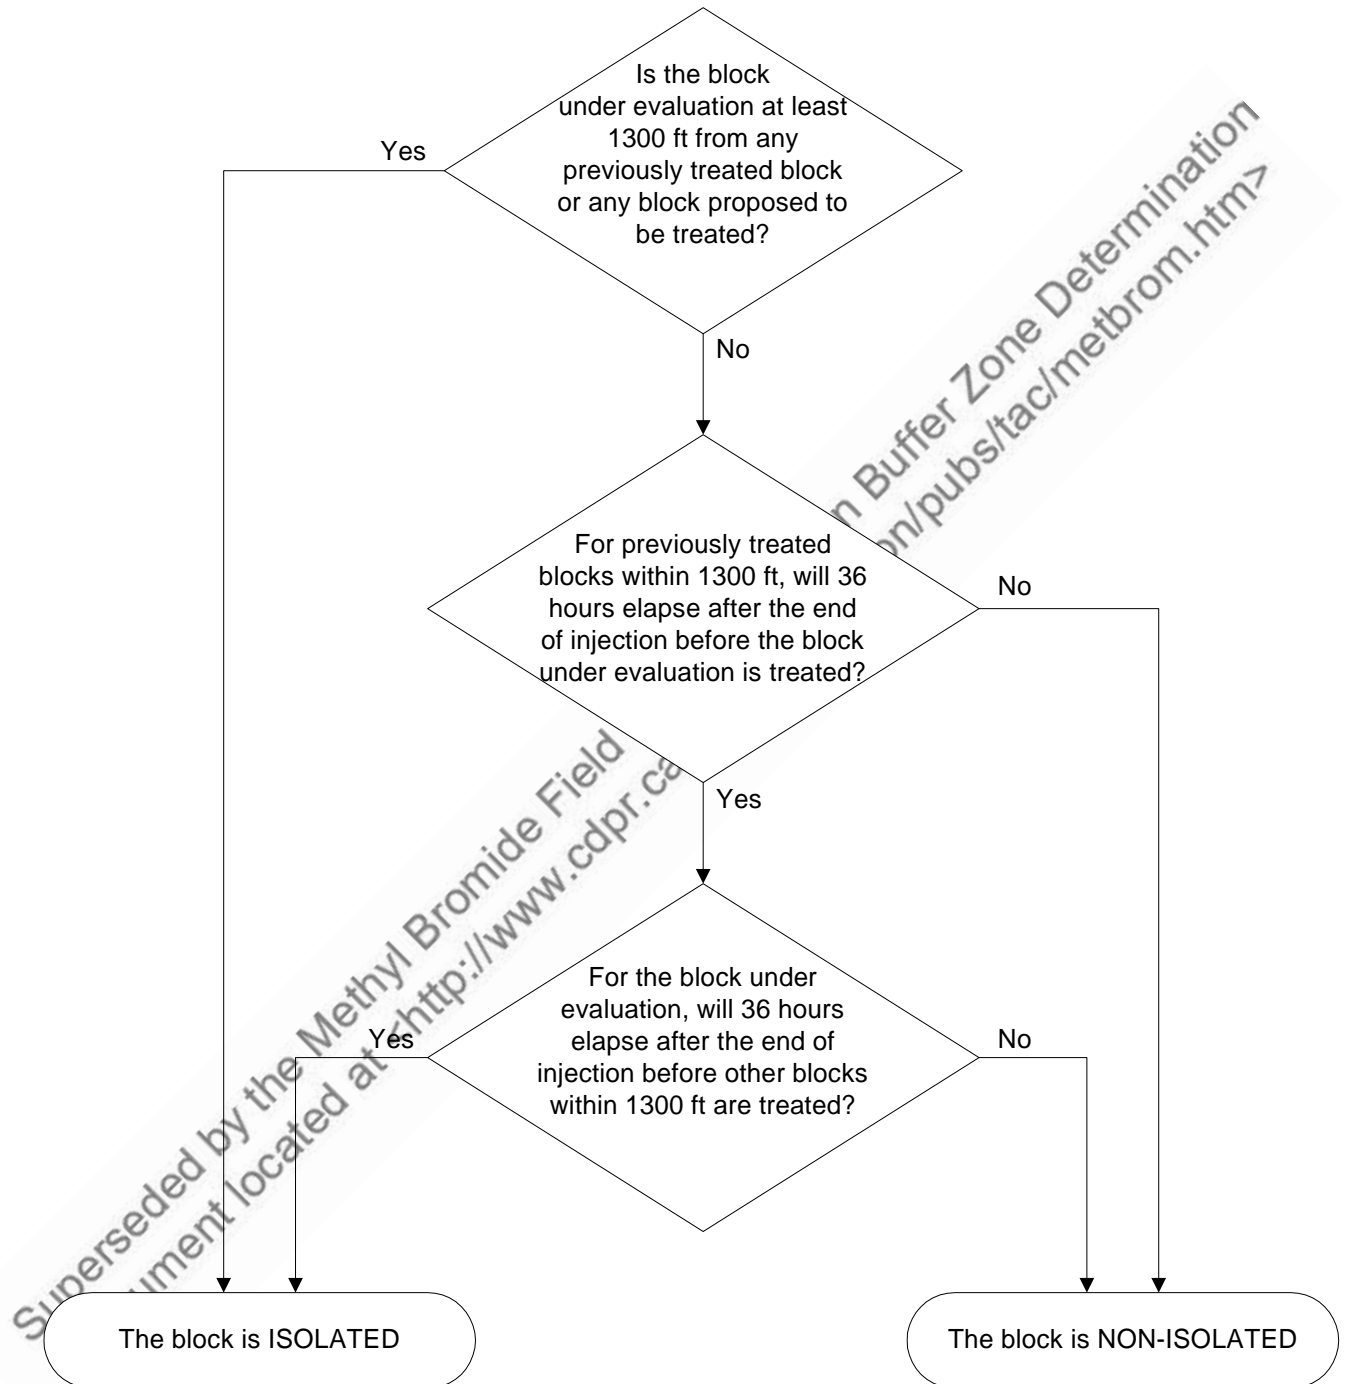 Is the block
under evaluation at least
1300 ft from any
previously treated block
or any block proposed to
be treated?
Yes
No
For previously treated
blocks within 1300 ft, will 36
hours elapse after the end
of injection before the block
under evaluation is treated?
No
Yes
For the block under
evaluation, will 36 hours
elapse after the end of
injection before other blocks
within 1300 ft are treated?
Yes
No
The block is ISOLATED
The block is NON-ISOLATED
Superseded by the Methyl Bromide Field Buffer Zone Determination
located at <http://www.cdpr.ca /pubs/tac/metbrom.htm>